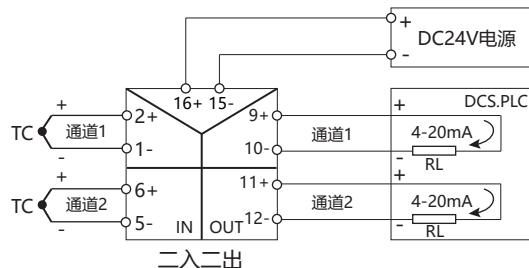 +
DC24V电源
-
16+ 15-
DCS.PLC
+
TC
通道1
-
2+
1-
9+
10-
通道1
+
4-20mA
-
RL
+
TC
通道2
-
6+
5-
11+
12-
通道2
+
4-20mA
-
RL
IN OUT
二入二出